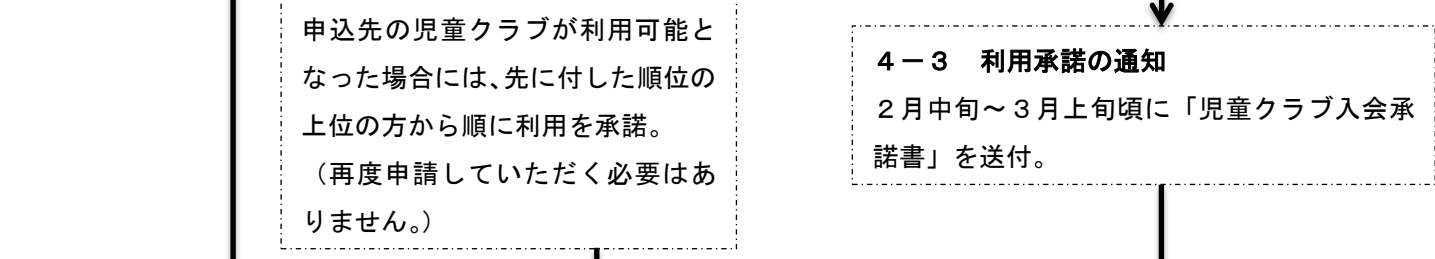 申込先の児童クラブが利用可能と
なった場合には、先に付した順位の
上位の方から順に利用を承諾。
（再度申請していただく必要はあ
りません。）
４－３　利用承諾の通知
２月中旬～３月上旬頃に「児童クラブ入会承
諾書」を送付。